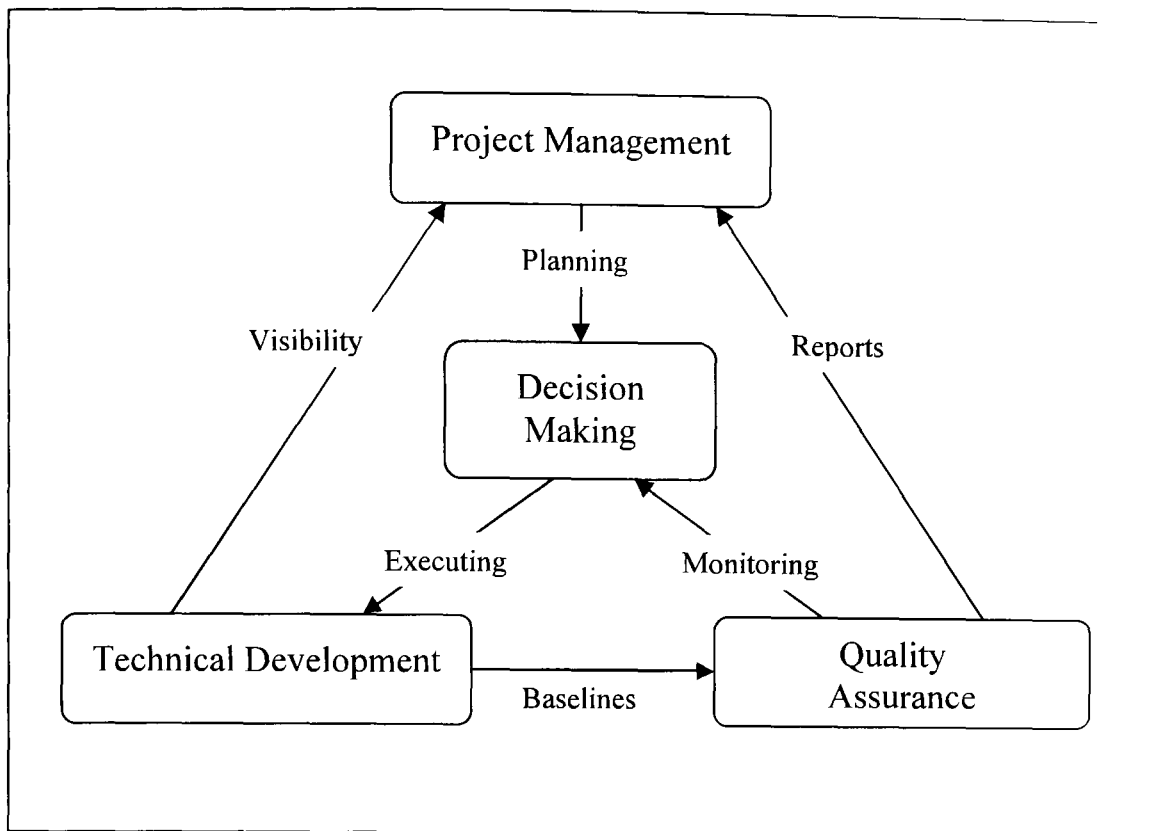 Project Management
Planning
Visibility
Reports
Decision
Making
Executing
Monitoring
Technical Development
Quality
Assurance
Baselines